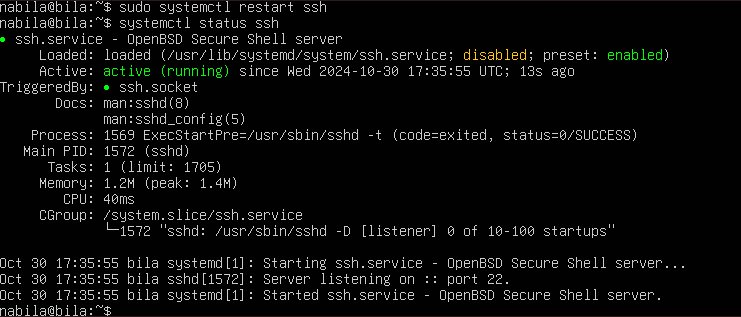 nabila@bila:~$ sudo systemctl restart ssh
nabila@bila:~$ systemctl status ssh
● ssh.service - OpenBSD Secure Shell server
Loaded: loaded (/usr/lib/systemd/system/ssh.service; disabled; preset: enabled)
Active: active (running) since Wed 2024-10-30 17:35:55 UTC; 13s ago
TriggeredBy: ● ssh.socket
Docs: man:sshd(8)
man:sshd_config(5)
Process: 1569 ExecStartPre=/usr/sbin/sshd -t (code=exited, status=0/SUCCESS)
Main PID: 1572 (sshd)
Tasks: 1 (limit: 1705)
Memory: 1.2M (peak: 1.4M)
CPU: 40ms
CGroup: /system.slice/ssh.service
└─1572 "sshd: /usr/sbin/sshd -D [listener] 0 of 10-100 startups"

Oct 30 17:35:55 bila systemd[1]: Starting ssh.service - OpenBSD Secure Shell server...
Oct 30 17:35:55 bila sshd[1572]: Server listening on :: port 22.
Oct 30 17:35:55 bila systemd[1]: Started ssh.service - OpenBSD Secure Shell server.
nabila@bila:~$